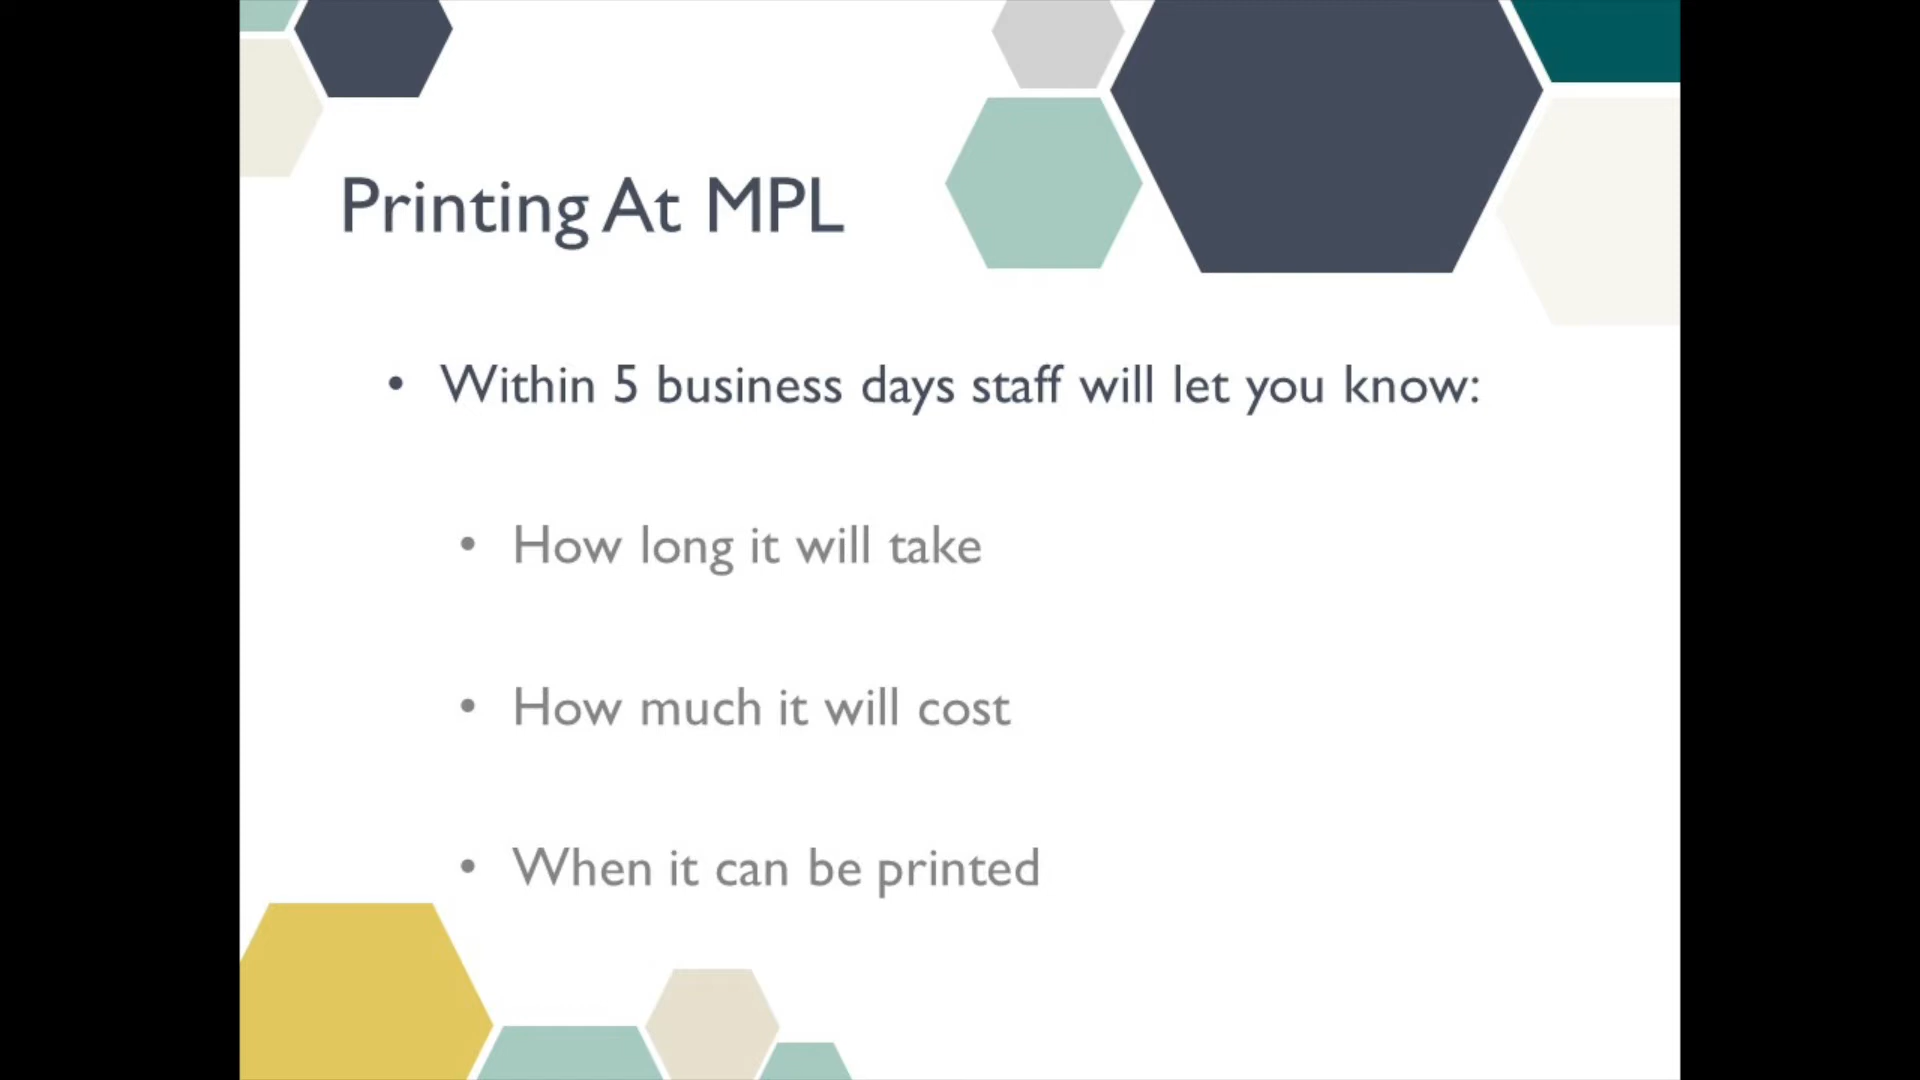 Printing At MPL
• Within 5 business days staff will let you know:
• How long it will take
• How much it will cost
• When it can be printed